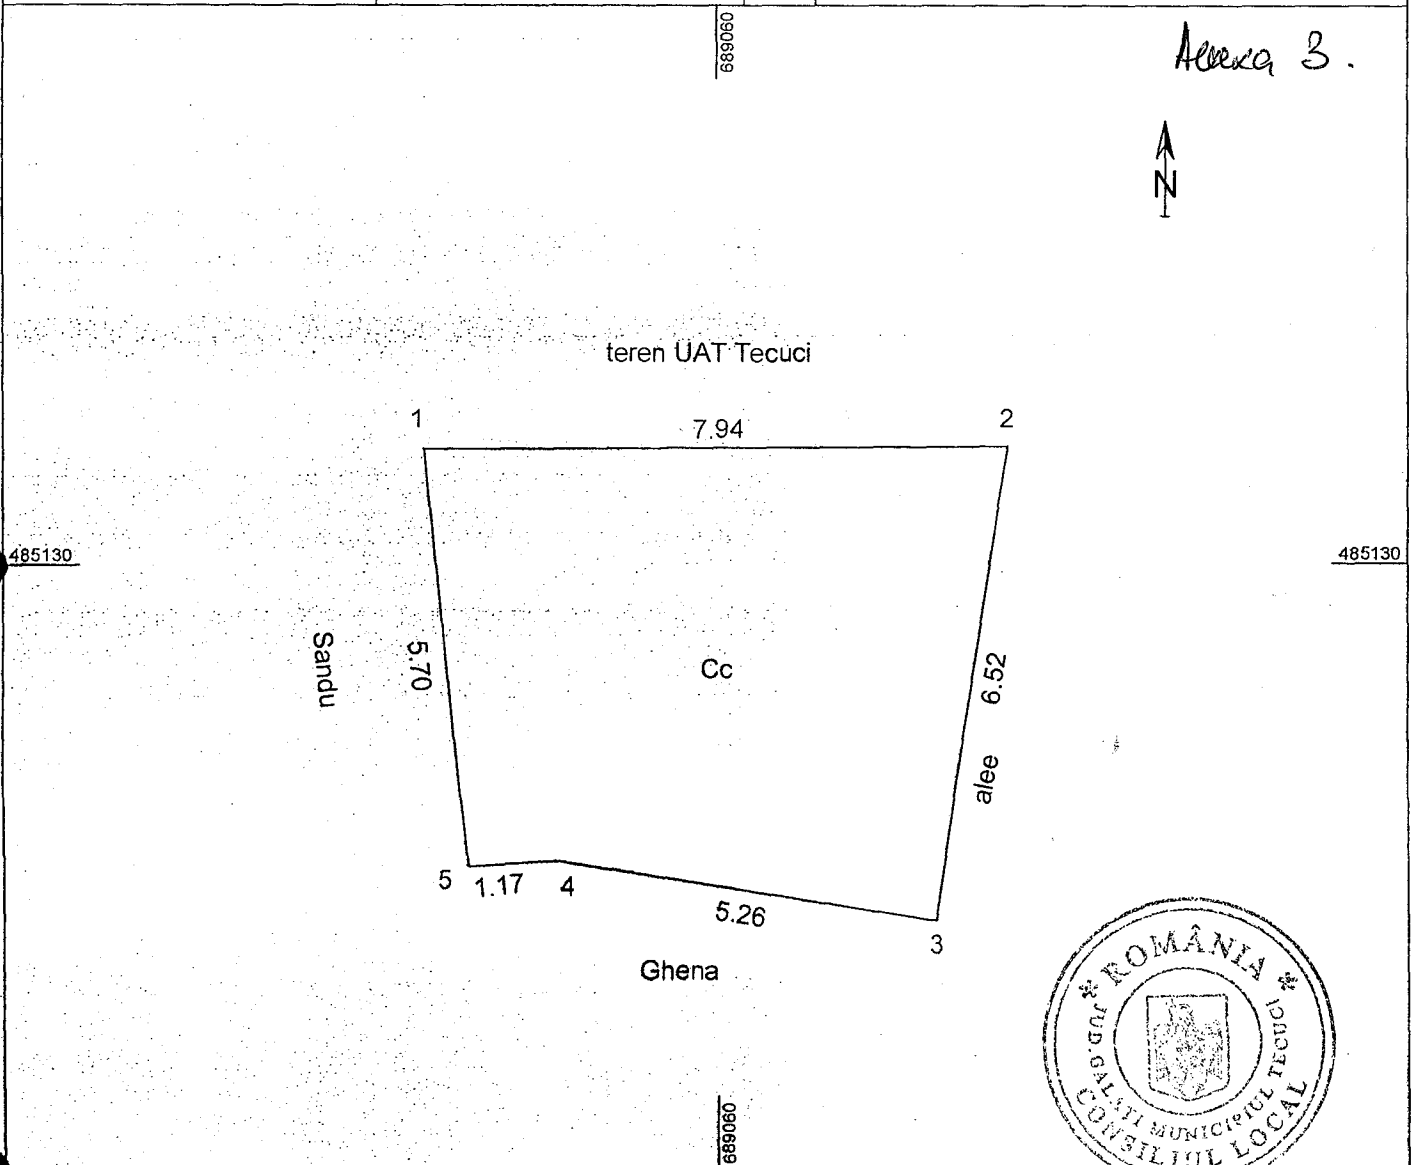 689060
Anexa 3.
N
teren UAT Tecuci
1
7.94
2
485130
485130
Sandu
5.70
Cc
6.52
alee
5
1.17
4
5.26
3
Ghena
* ROMÂNIA *
JUD. GALAȚI MUNICIPIUL TECUCI
CONSILIUL LOCAL
689060